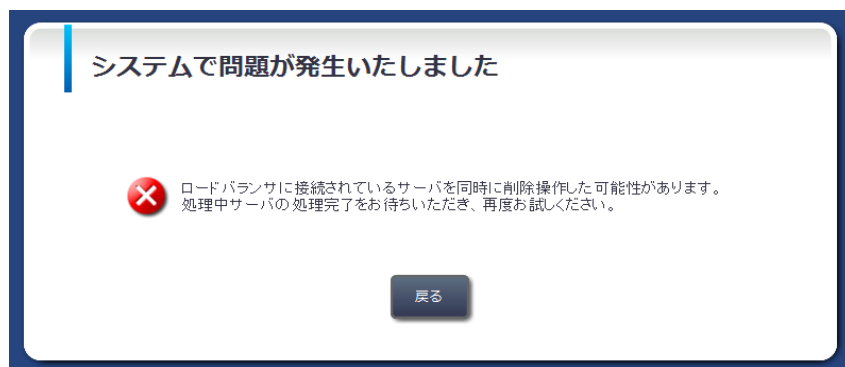 システムで問題が発生いたしました
ロードバランサに接続されているサーバを同時に削除操作した可能性があります。
処理中サーバの処理完了をお待ちいただき、再度お試しください。
戻る